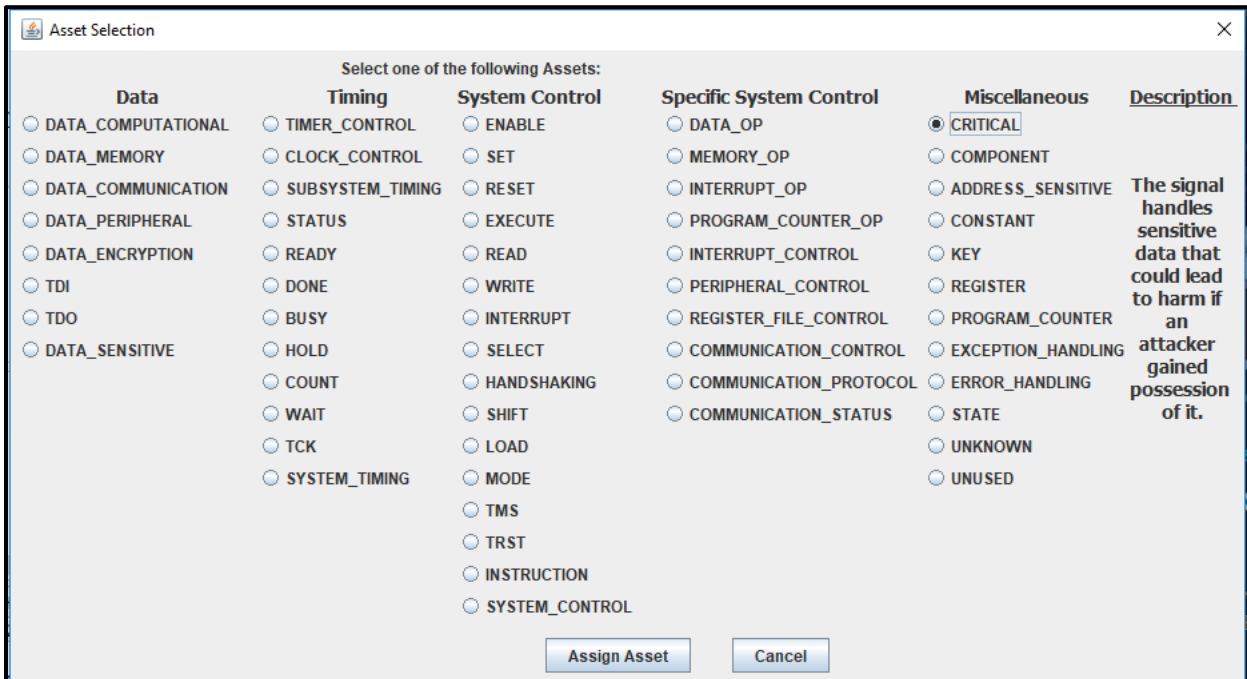 Asset Selection
Select one of the following Assets:
Data
DATA_COMPUTATIONAL
DATA_MEMORY
DATA_COMMUNICATION
DATA_PERIPHERAL
DATA_ENCRYPTION
TDI
TDO
DATA_SENSITIVE
Timing
TIMER_CONTROL
CLOCK_CONTROL
SUBSYSTEM_TIMING
STATUS
READY
DONE
BUSY
HOLD
COUNT
WAIT
TCK
SYSTEM_TIMING
System Control
ENABLE
SET
RESET
EXECUTE
READ
WRITE
INTERRUPT
SELECT
HANDSHAKING
SHIFT
LOAD
MODE
TMS
TRST
INSTRUCTION
SYSTEM_CONTROL
Specific System Control
DATA_OP
MEMORY_OP
INTERRUPT_OP
PROGRAM_COUNTER_OP
INTERRUPT_CONTROL
PERIPHERAL_CONTROL
REGISTER_FILE_CONTROL
COMMUNICATION_CONTROL
COMMUNICATION_PROTOCOL
COMMUNICATION_STATUS
Miscellaneous
CRITICAL
COMPONENT
ADDRESS_SENSITIVE
CONSTANT
KEY
REGISTER
PROGRAM_COUNTER
EXCEPTION_HANDLING
ERROR_HANDLING
STATE
UNKNOWN
UNUSED
Description
The signal
handles
sensitive
data that
could lead
to harm if
an
attacker
gained
possession
of it.
Assign Asset
Cancel